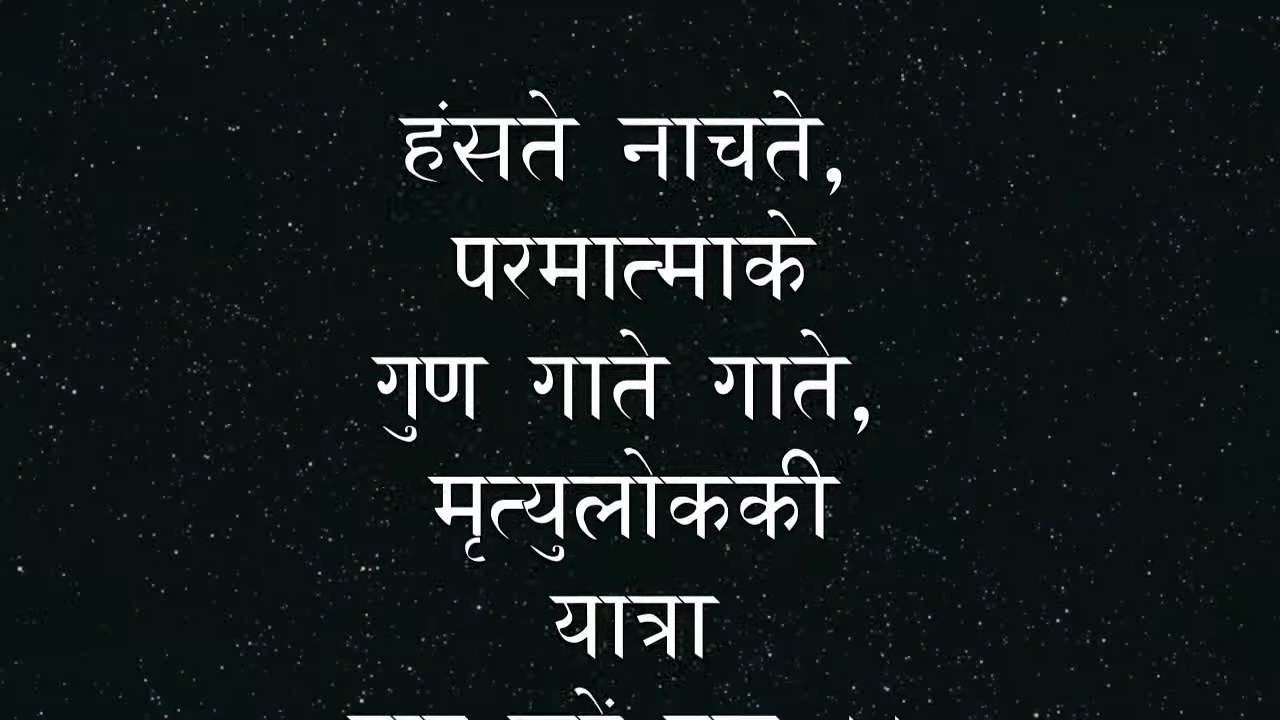 हंसते नाचते,
परमात्माके
गुण गाते गाते,
मृत्युलोककी
यात्रा